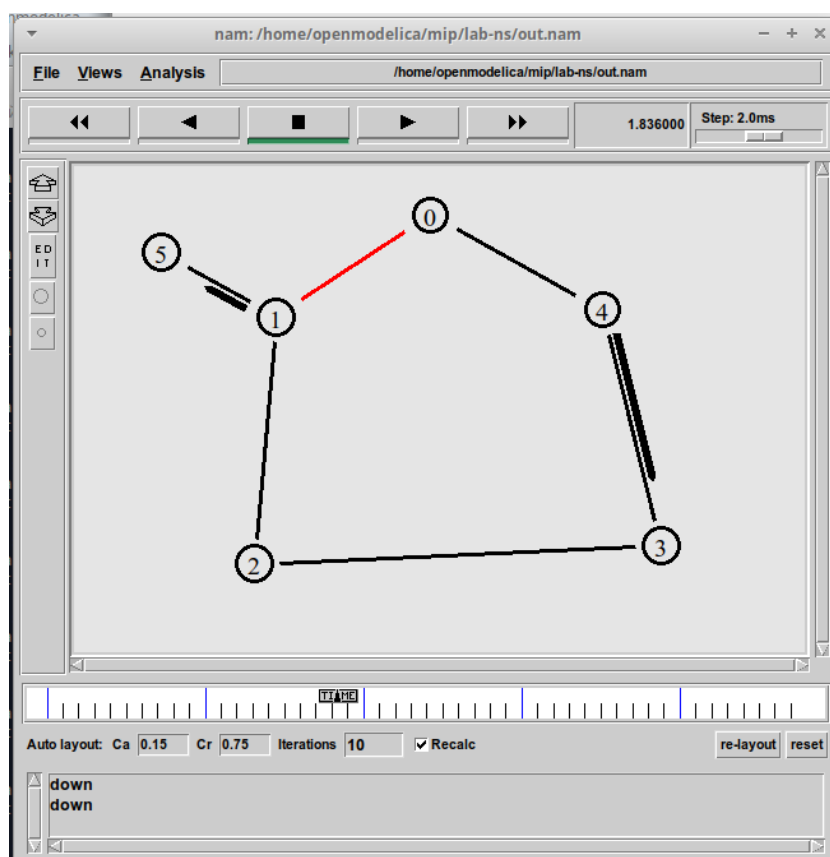 nam: /home/openmodelica/mip/lab-ns/out.nam
File Views Analysis /home/openmodelica/mip/lab-ns/out.nam
1.836000 Step: 2.0ms
ED
IT
0
5
4
1
3
2
TIME
Auto layout: Ca 0.15 Cr 0.75 Iterations 10 Recalc re-layout reset
down
down